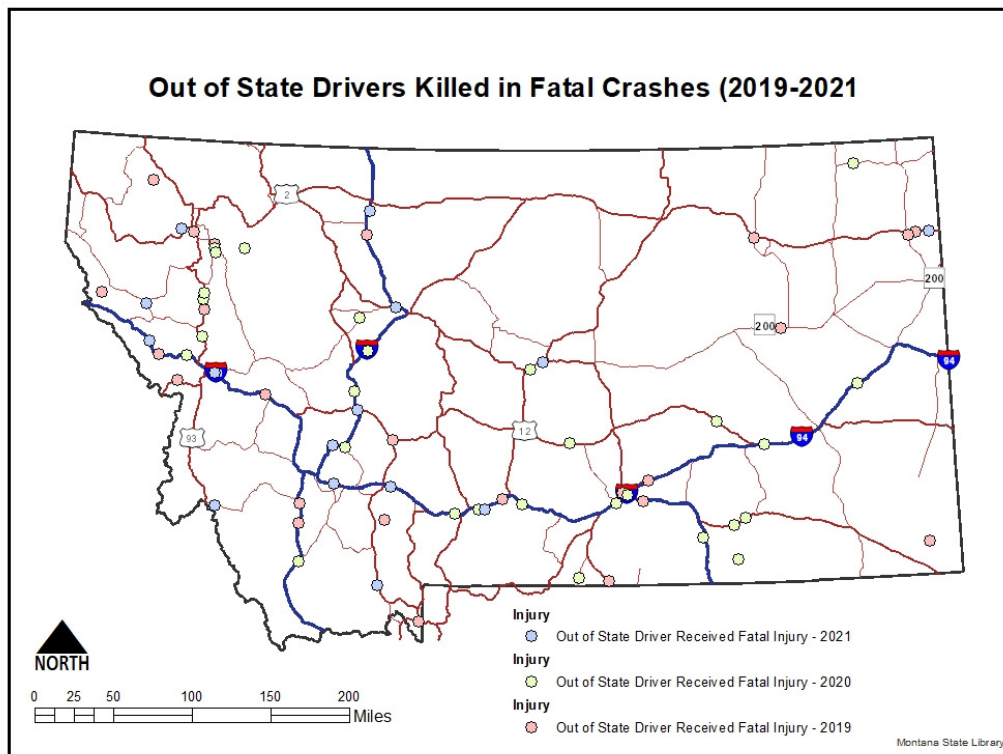 Out of State Drivers Killed in Fatal Crashes (2019-2021
2
200
200
94
94
12
93
Injury
Out of State Driver Received Fatal Injury - 2021
Injury
Out of State Driver Received Fatal Injury - 2020
Injury
Out of State Driver Received Fatal Injury - 2019
NORTH
0 25 50 100 150 200
Miles
Montana State Library